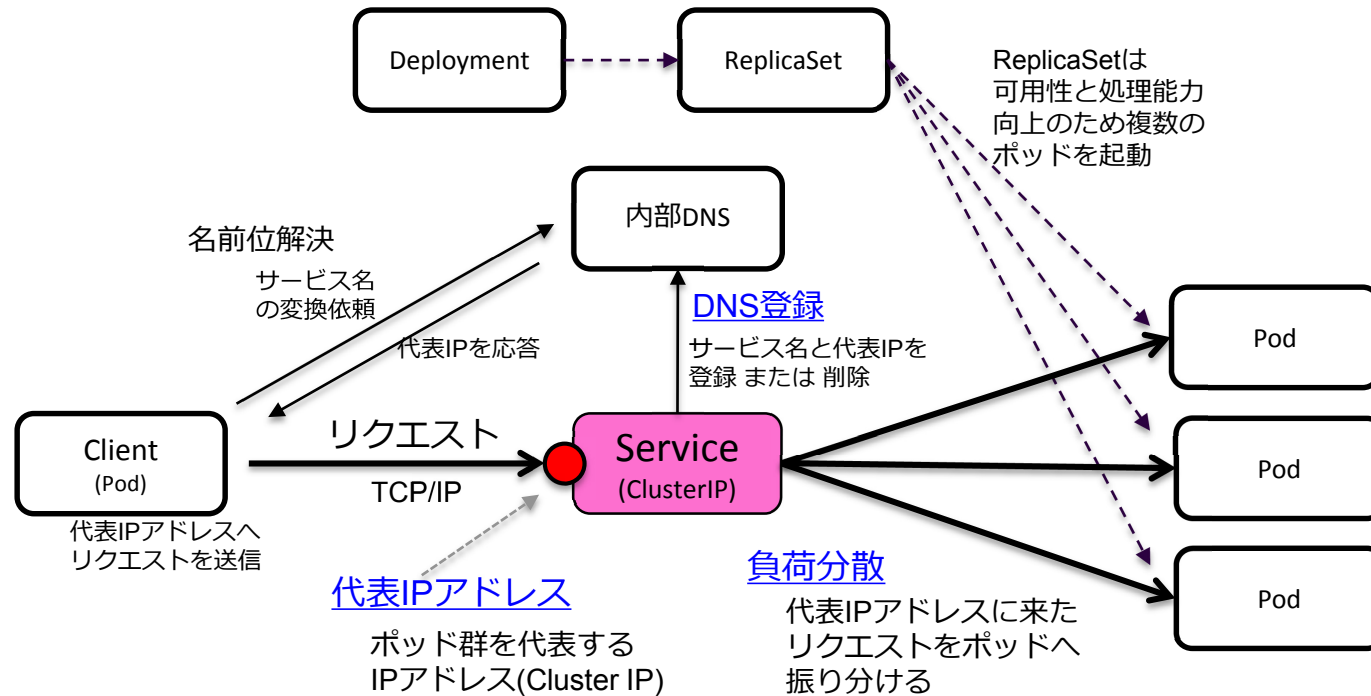 Deployment
ReplicaSet
ReplicaSetは
可用性と処理能力
向上のため複数の
ポッドを起動
内部DNS
名前位解決
サービス名
の変換依頼
代表IPを応答
DNS登録
サービス名と代表IPを
登録 または 削除
Pod
Client
(Pod)
リクエスト
TCP/IP
Service
(ClusterIP)
Pod
代表IPアドレスへ
リクエストを送信
代表IPアドレス
ポッド群を代表する
IPアドレス(Cluster IP)
負荷分散
代表IPアドレスに来た
リクエストをポッドへ
振り分ける
Pod